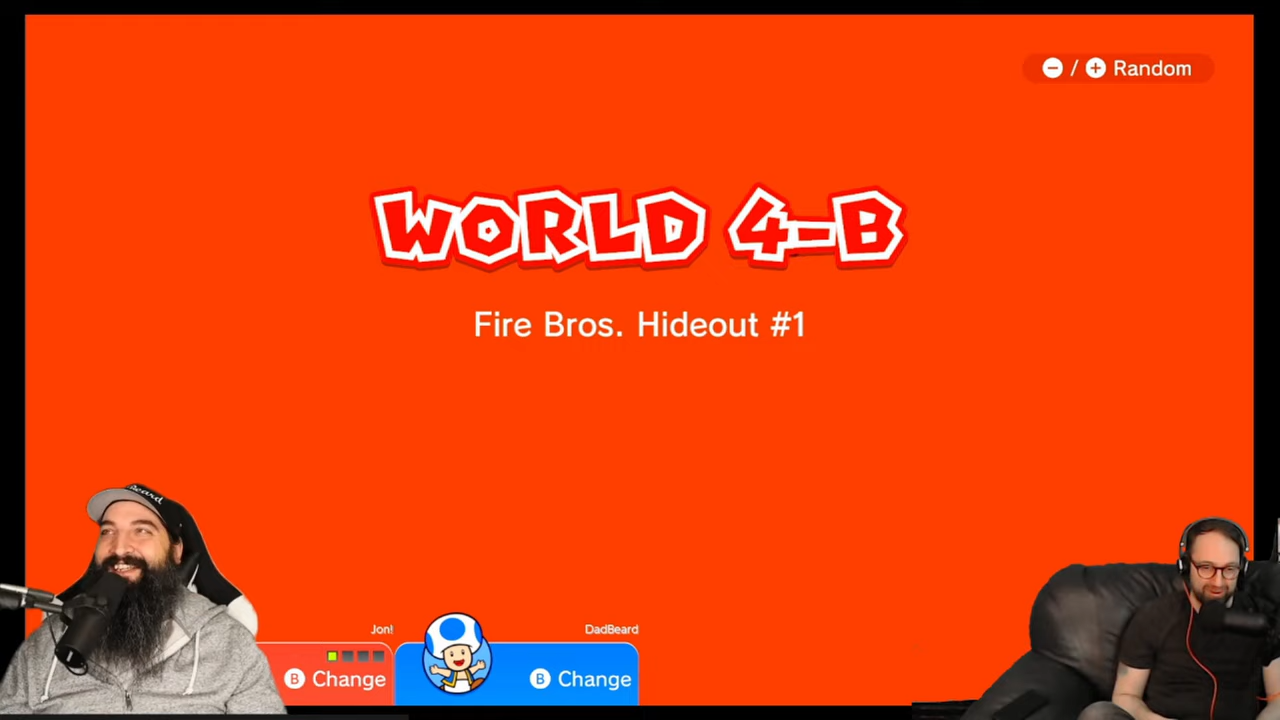 ⊖ / ⊕ Random
WORLD 4-B
Fire Bros. Hideout #1
Jon!
DadBeard
B Change
B Change